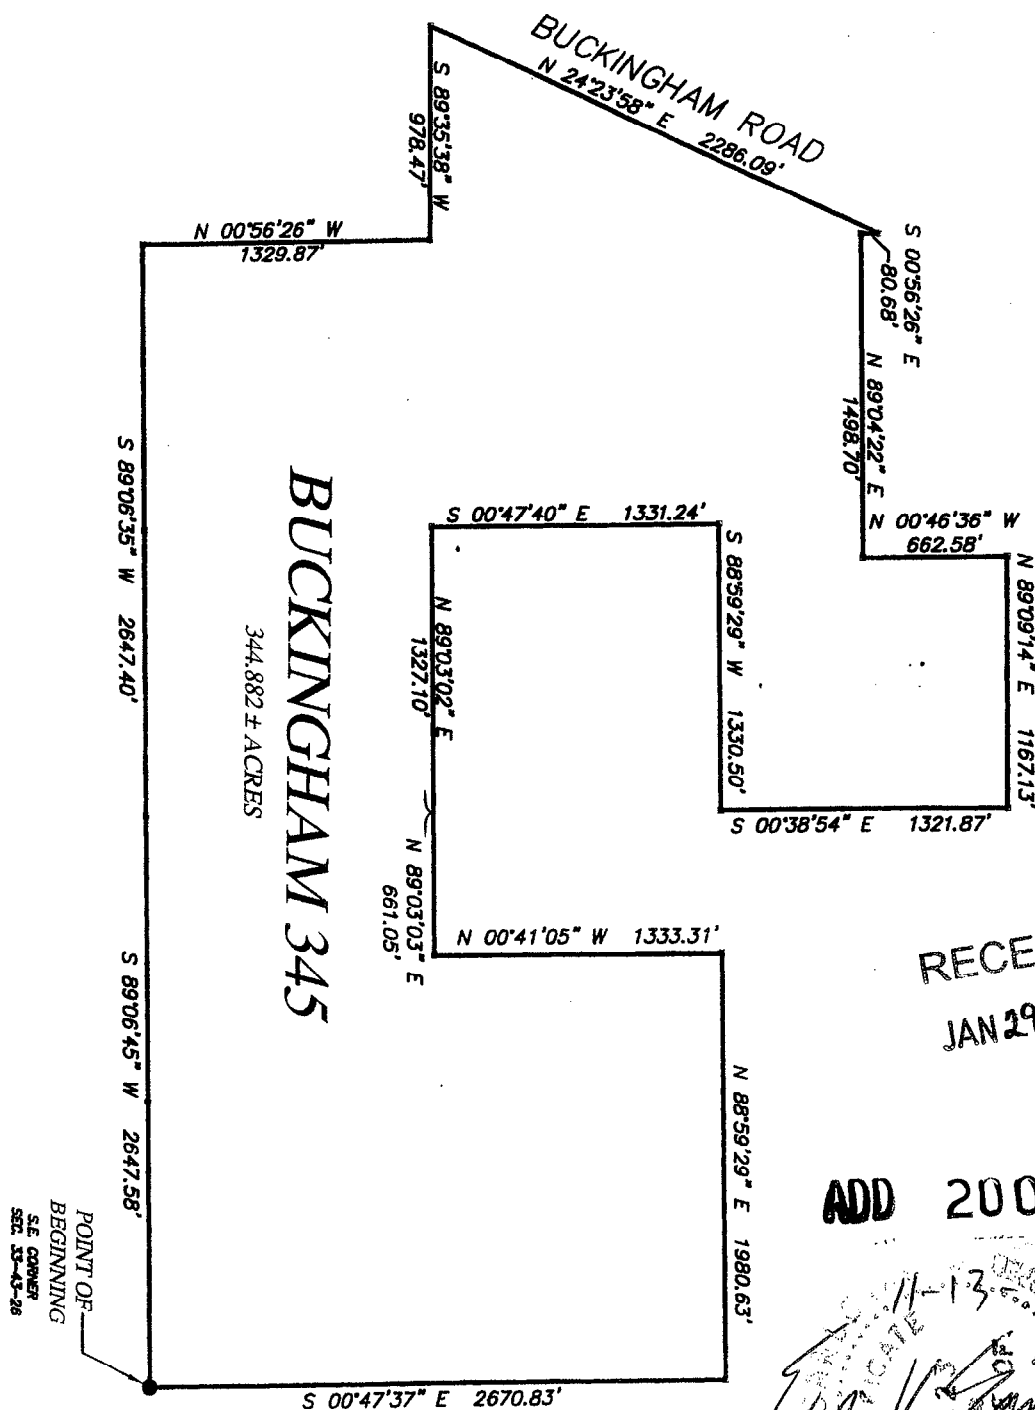 BUCKINGHAM ROAD
N 24°23'58" E 2286.09'
S 89°35'38" W
978.47'
N 00°56'26" W
1329.87'
S 00°56'26" E
80.68'
N 89°04'22" E
1498.70'
N 00°46'36" W
662.58'
N 89°09'14" E 1167.13'
S 00°38'54" E 1321.87'
S 88°59'29" W 1330.50'
S 00°47'40" E 1331.24'
N 89°03'02" E
1327.10'
N 89°03'03" E
661.05'
N 00°41'05" W 1333.31'
N 88°59'29" E 1980.63'
S 00°47'37" E 2670.83'
S 89°06'35" W 2647.40'
S 89°06'45" W 2647.58'
BUCKINGHAM 345
344.882 ± ACRES
POINT OF
BEGINNING
S.E. CORNER
SEC. 33-43-26
RECE
JAN 29
ADD 200
11-13-